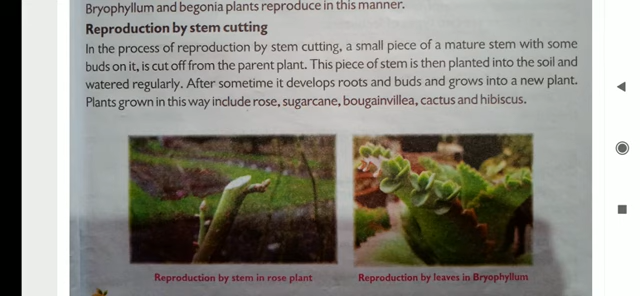 Bryophyllum and begonia plants reproduce in this manner.
Reproduction by stem cutting
In the process of reproduction by stem cutting, a small piece of a mature stem with some
buds on it, is cut off from the parent plant. This piece of stem is then planted into the soil and
watered regularly. After sometime it develops roots and buds and grows into a new plant.
Plants grown in this way include rose, sugarcane, bougainvillea, cactus and hibiscus.
Reproduction by stem in rose plant
Reproduction by leaves in Bryophyllum